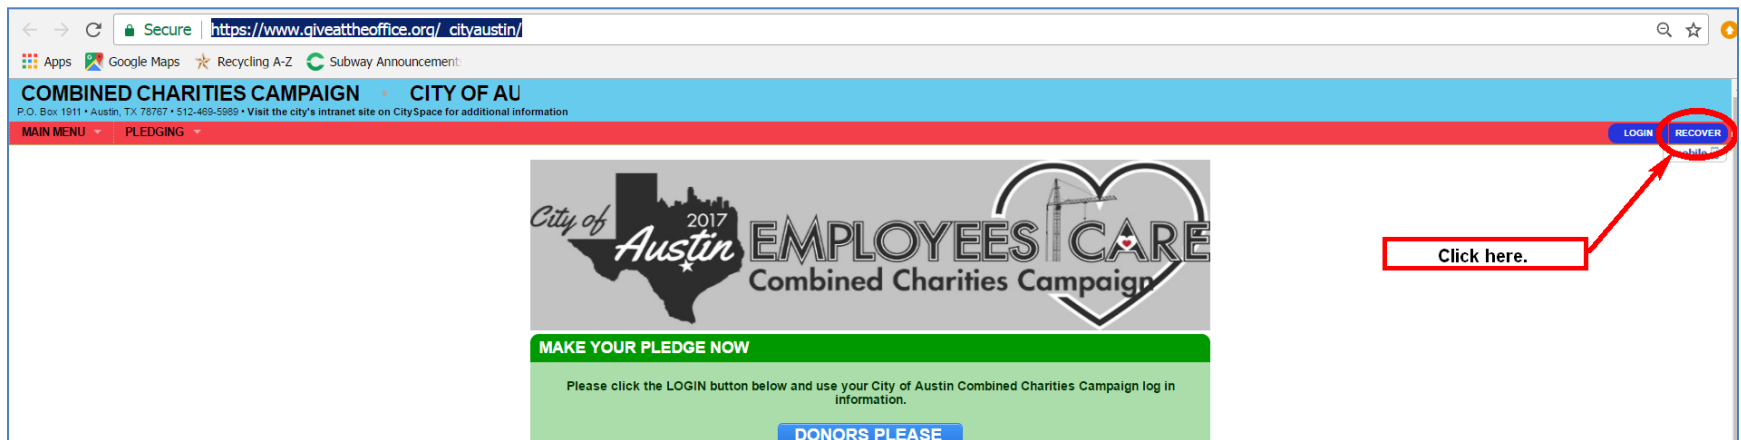 Secure https://www.giveattheoffice.org/_cityaustin/
Apps Google Maps Recycling A-Z Subway Announcement
COMBINED CHARITIES CAMPAIGN • CITY OF AU
P.O. Box 1911 • Austin, TX 78767 • 512-469-5989 • Visit the city's intranet site on CitySpace for additional information
MAIN MENU PLEDGING LOGIN RECOVER
mobile
City of Austin
2017
EMPLOYEES CARE
Combined Charities Campaign
Click here.
MAKE YOUR PLEDGE NOW
Please click the LOGIN button below and use your City of Austin Combined Charities Campaign log in
information.
DONORS PLEASE